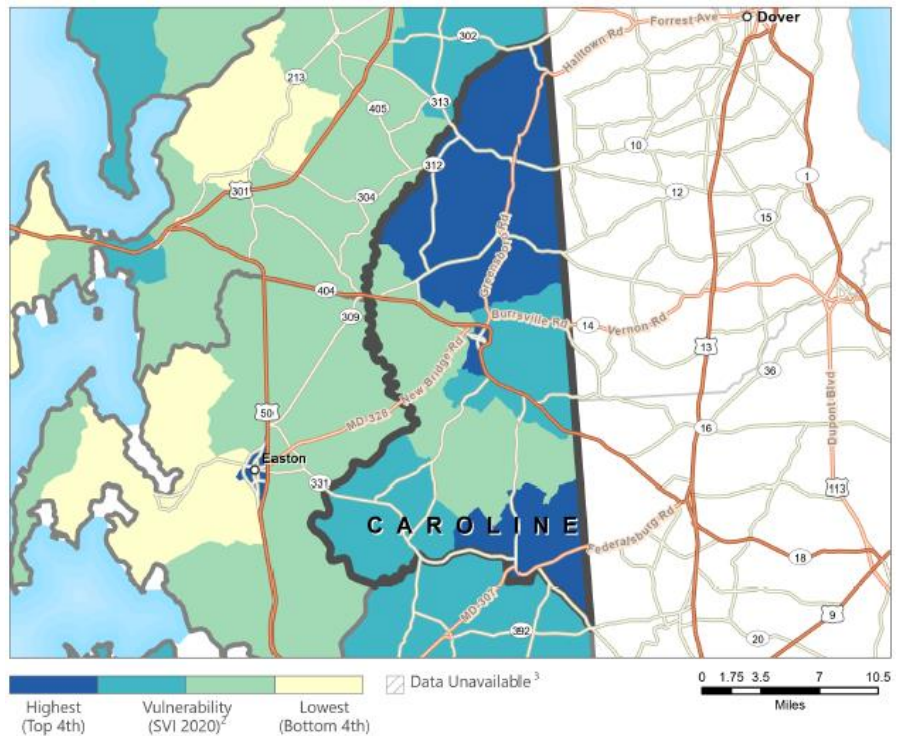 Dover
Forrest Ave
Halltown Rd
302
213
313
405
10
312
1
12
301
304
15
Greensboro Rd
404
309
Burrsville Rd
14
Vernon Rd
13
36
New Bridge Rd
MD-328
50
16
Dupont Blvd
Easton
331
113
CAROLINE
Federalsburg Rd
18
MD-307
392
9
20
Highest
(Top 4th)
Vulnerability
(SVI 2020)²
Lowest
(Bottom 4th)
Data Unavailable³
0 1.75 3.5 7 10.5
Miles